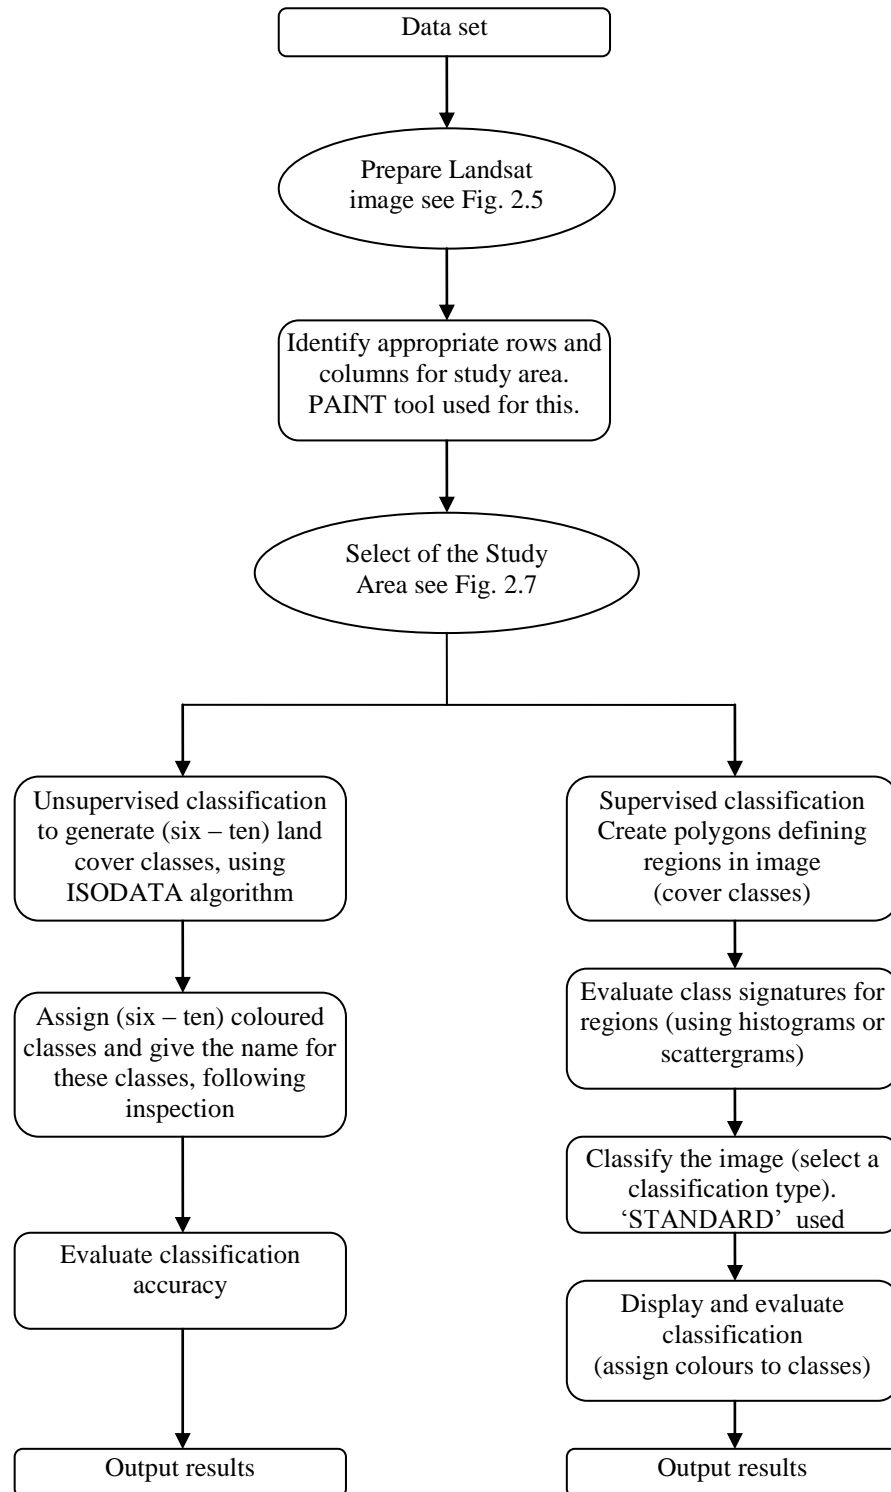 Data set
Prepare Landsat
image see Fig. 2.5
Identify appropriate rows and
columns for study area.
PAINT tool used for this.
Select of the Study
Area see Fig. 2.7
Unsupervised classification
to generate (six – ten) land
cover classes, using
ISODATA algorithm
Assign (six – ten) coloured
classes and give the name for
these classes, following
inspection
Evaluate classification
accuracy
Output results
Supervised classification
Create polygons defining
regions in image
(cover classes)
Evaluate class signatures for
regions (using histograms or
scattergrams)
Classify the image (select a
classification type).
‘STANDARD’ used
Display and evaluate
classification
(assign colours to classes)
Output results